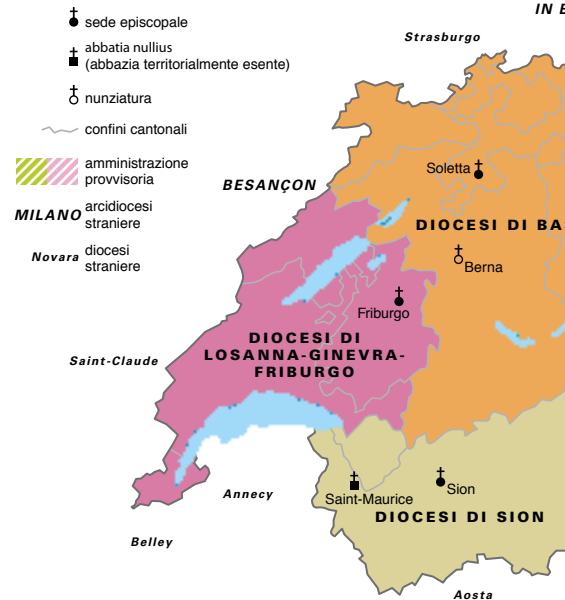 sede episcopale
abbatia nullius
(abbazia territorialmente esente)
nunziatura
confini cantonali
amministrazione
provvisoria
MILANO arcidiocesi
straniere
Novara diocesi
straniere
IN E
Strasburgo
BESANÇON
Soletta
DIOCESI DI BA
Berna
Friburgo
DIOCESI DI
LOSANNA-GINEVRA-
FRIBURGO
Saint-Claude
Annecy
Saint-Maurice
Sion
DIOCESI DI SION
Belley
Aosta